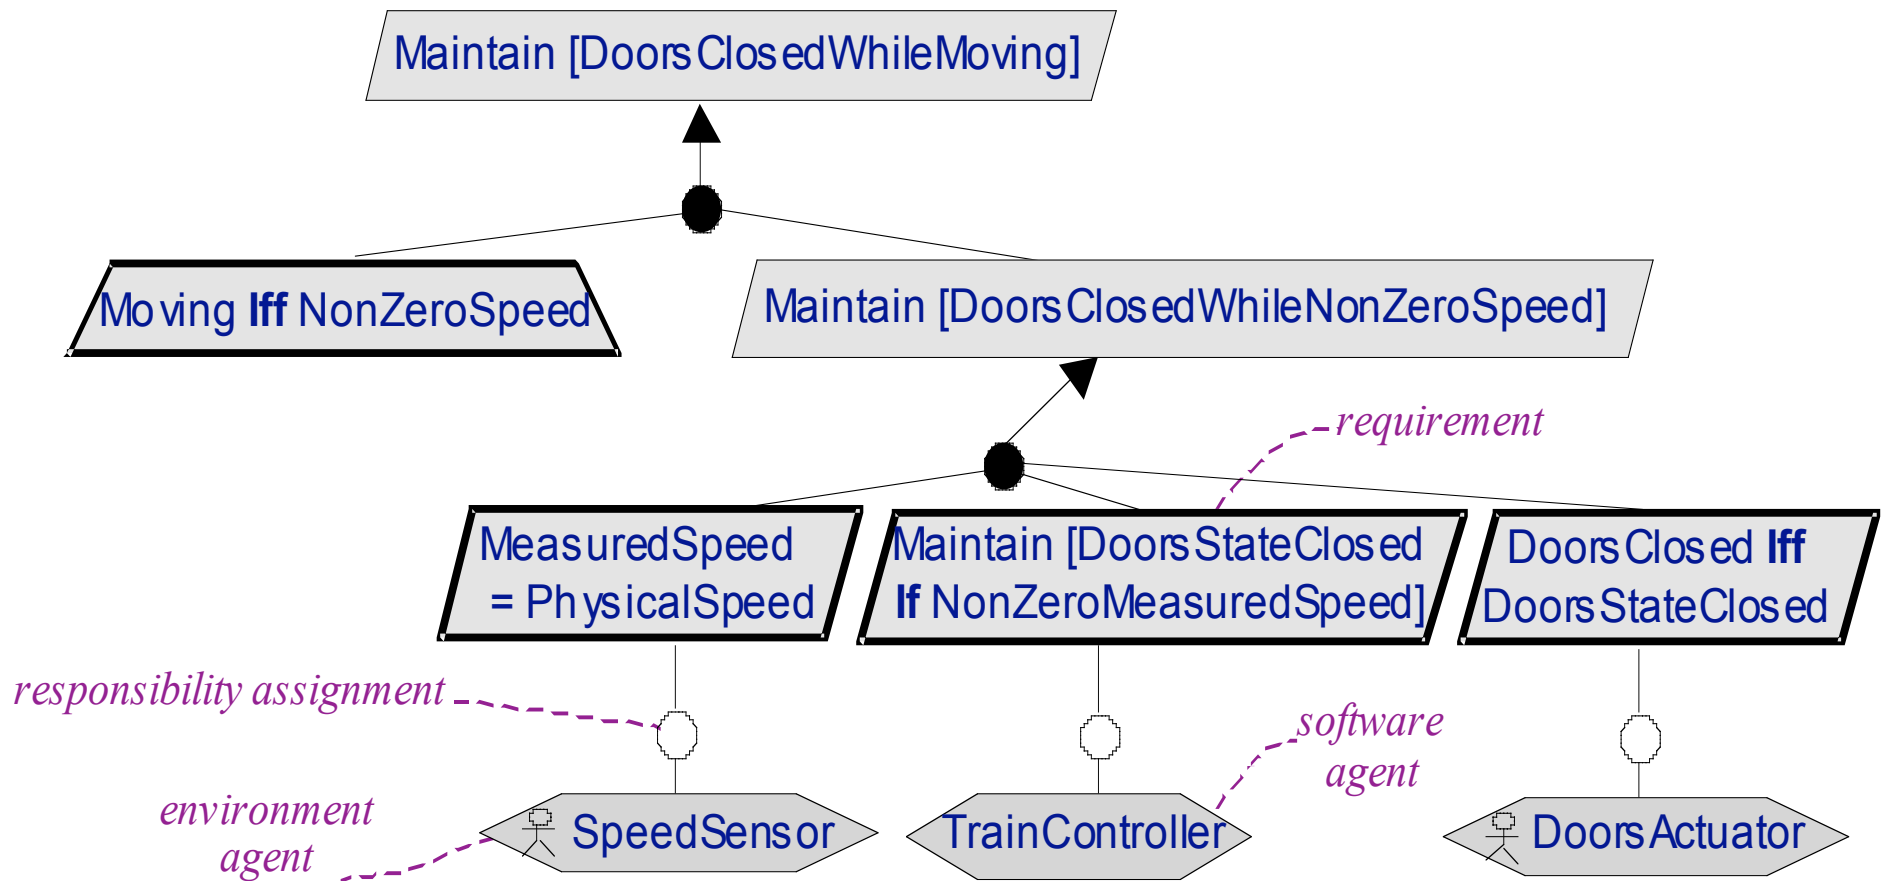 Maintain [DoorsClosedWhileMoving]
Moving Iff NonZeroSpeed
Maintain [DoorsClosedWhileNonZeroSpeed]
requirement
MeasuredSpeed
= PhysicalSpeed
Maintain [DoorsStateClosed
If NonZeroMeasuredSpeed]
DoorsClosed Iff
DoorsStateClosed
responsibility assignment
software
agent
environment
agent
SpeedSensor
TrainController
DoorsActuator